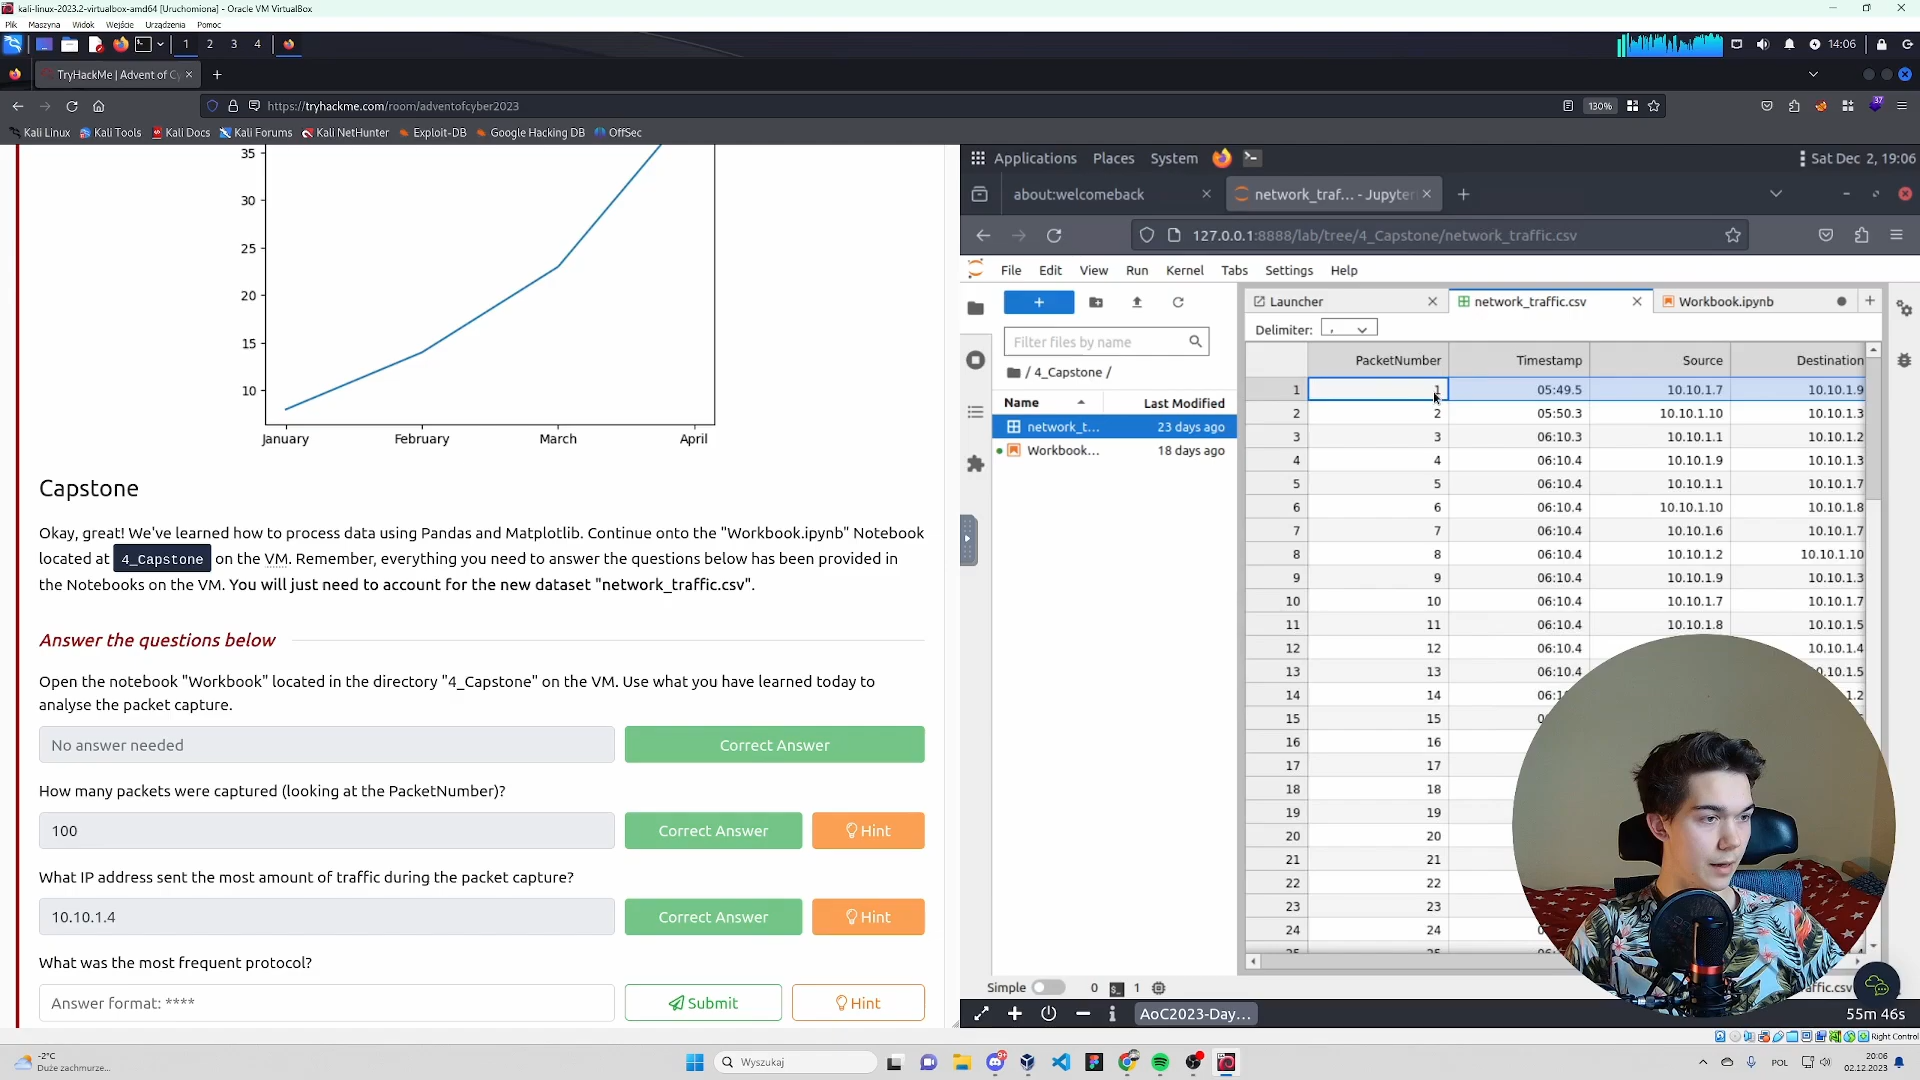 kali-linux-2023.2-virtualbox-amd64 [Uruchomiona] - Oracle VM VirtualBox
Plik Maszyna Widok Wejście Urządzenia Pomoc
1 2 3 4
14:06
TryHackMe | Advent of Cy
https://tryhackme.com/room/adventofcyber2023
130%
37
Kali Linux Kali Tools Kali Docs Kali Forums Kali NetHunter Exploit-DB Google Hacking DB OffSec
35
30
25
20
15
10
January February March April
Capstone
Okay, great! We've learned how to process data using Pandas and Matplotlib. Continue onto the "Workbook.ipynb" Notebook
located at 4_Capstone on the VM. Remember, everything you need to answer the questions below has been provided in
the Notebooks on the VM. You will just need to account for the new dataset "network_traffic.csv".
Answer the questions below
Open the notebook "Workbook" located in the directory "4_Capstone" on the VM. Use what you have learned today to
analyse the packet capture.
No answer needed Correct Answer
How many packets were captured (looking at the PacketNumber)?
100 Correct Answer Hint
What IP address sent the most amount of traffic during the packet capture?
10.10.1.4 Correct Answer Hint
What was the most frequent protocol?
Answer format: **** Submit Hint
Applications Places System Sat Dec 2, 19:06
about:welcomeback network_traf... - Jupyter
127.0.0.1:8888/lab/tree/4_Capstone/network_traffic.csv
File Edit View Run Kernel Tabs Settings Help
Launcher network_traffic.csv Workbook.ipynb
Filter files by name
/ 4_Capstone /
Name Last Modified
network_t... 23 days ago
Workbook... 18 days ago
Delimiter: ,
PacketNumber Timestamp Source Destination
1 1 05:49.5 10.10.1.7 10.10.1.9
2 2 05:50.3 10.10.1.10 10.10.1.3
3 3 06:10.3 10.10.1.1 10.10.1.2
4 4 06:10.4 10.10.1.9 10.10.1.3
5 5 06:10.4 10.10.1.1 10.10.1.7
6 6 06:10.4 10.10.1.10 10.10.1.8
7 7 06:10.4 10.10.1.6 10.10.1.7
8 8 06:10.4 10.10.1.2 10.10.1.10
9 9 06:10.4 10.10.1.9 10.10.1.3
10 10 06:10.4 10.10.1.7 10.10.1.7
11 11 06:10.4 10.10.1.8 10.10.1.5
12 12 06:10.4 10.10.1.4
13 13 06:10.4
14 14
15 15
16 16
17 17
18 18
19 19
20 20
21 21
22 22
23 23
24 24
Simple 0 1
AoC2023-Day... 55m 46s
Right Control
-2°C
Duże zachmurze...
Wyszukaj
POL
20:06
02.12.2023